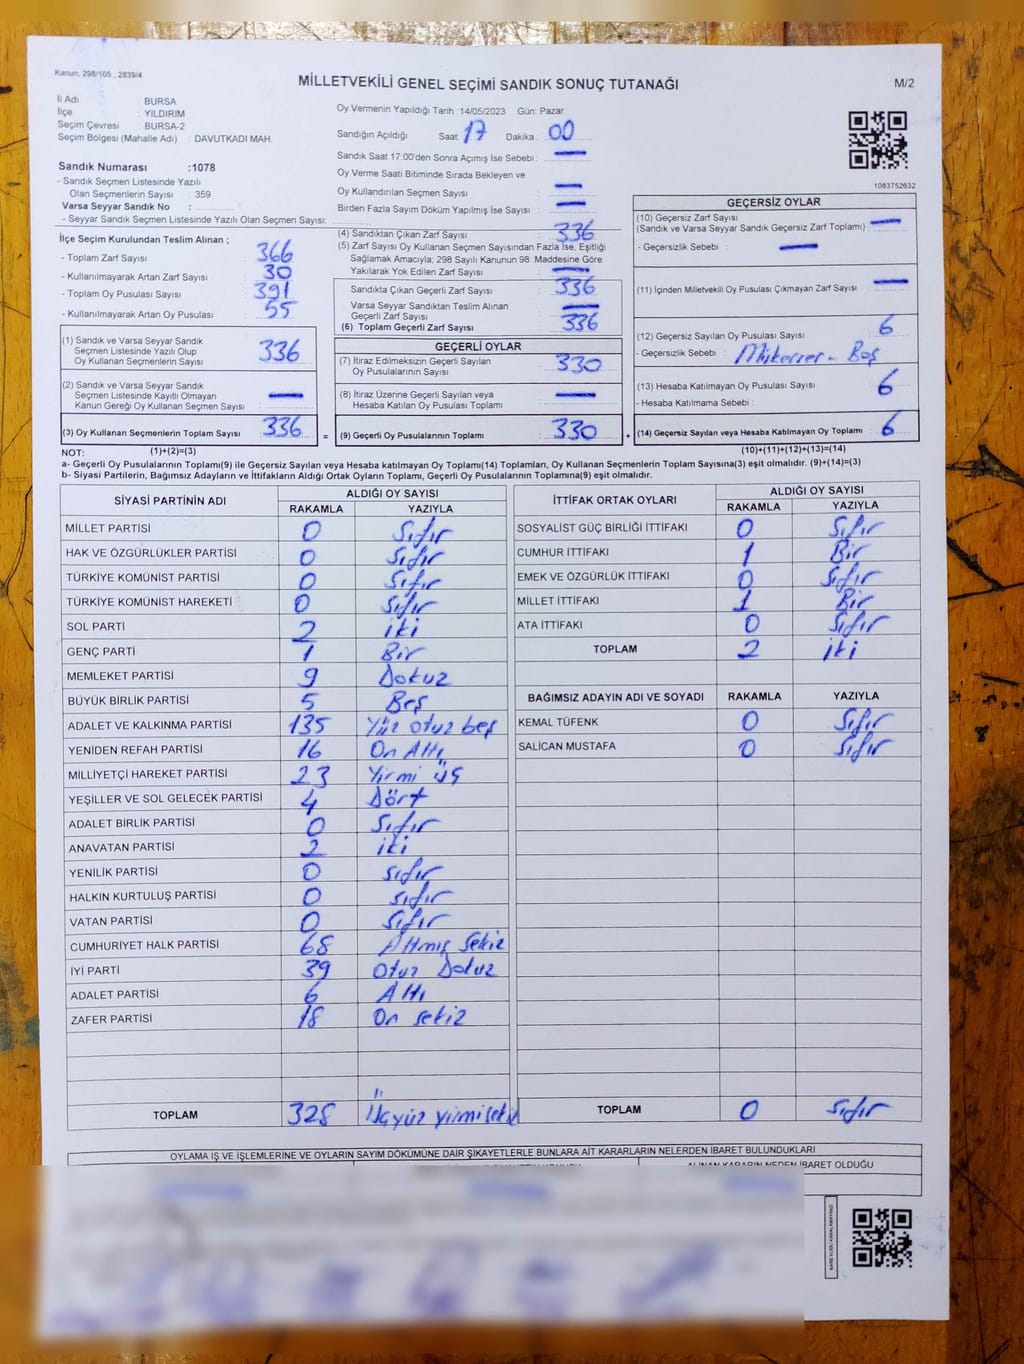 Kanun; 298/105 , 2839/4
MİLLETVEKİLİ GENEL SEÇİMİ SANDIK SONUÇ TUTANAĞI
M/2
İl Adı : BURSA
İlçe : YILDIRIM
Seçim Çevresi : BURSA-2
Seçim Bölgesi (Mahalle Adı) : DAVUTKADI MAH
Sandık Numarası :1078
- Sandık Seçmen Listesinde Yazılı
Olan Seçmenlerin Sayısı : 359
Varsa Seyyar Sandık No :
- Seyyar Sandık Seçmen Listesinde Yazılı Olan Seçmen Sayısı:
Oy Vermenin Yapıldığı Tarih :14/05/2023 Gün: Pazar
Sandığın Açıldığı Saat: 17 Dakika: 00
Sandık Saat 17:00'den Sonra Açımış İse Sebebi : —
Oy Verme Saati Bitiminde Sırada Bekleyen ve
Oy Kullandırılan Seçmen Sayısı : —
Birden Fazla Sayım Döküm Yapılmış İse Sayısı : —
1083752632
İlçe Seçim Kurulundan Teslim Alınan ;
- Toplam Zarf Sayısı : 366
- Kullanılmayarak Artan Zarf Sayısı : 30
- Toplam Oy Pusulası Sayısı : 391
- Kullanılmayarak Artan Oy Pusulası : 55
(1) Sandık ve Varsa Seyyar Sandık
Seçmen Listesinde Yazılı Olup
Oy Kullanan Seçmenlerin Sayısı : 336
(2) Sandık ve Varsa Seyyar Sandık
Seçmen Listesinde Kayıtlı Olmayan
Kanun Gereği Oy Kullanan Seçmen Sayısı : —
(3) Oy Kullanan Seçmenlerin Toplam Sayısı : 336 =
(4) Sandıktan Çıkan Zarf Sayısı : 336
(5) Zarf Sayısı Oy Kullanan Seçmen Sayısından Fazla İse, Eşitliği
Sağlamak Amacıyla; 298 Sayılı Kanunun 98. Maddesine Göre
Yakılarak Yok Edilen Zarf Sayısı : —
Sandıkta Çıkan Geçerli Zarf Sayısı : 336
Varsa Seyyar Sandıktan Teslim Alınan
Geçerli Zarf Sayısı : —
(6) Toplam Geçerli Zarf Sayısı : 336
GEÇERLİ OYLAR
(7) İtiraz Edilmeksizin Geçerli Sayılan
Oy Pusulalarının Sayısı : 330
(8) İtiraz Üzerine Geçerli Sayılan veya
Hesaba Katılan Oy Pusulaları Toplamı : —
(9) Geçerli Oy Pusulalarının Toplamı : 330 +
GEÇERSİZ OYLAR
(10) Geçersiz Zarf Sayısı
(Sandık ve Varsa Seyyar Sandık Geçersiz Zarf Toplamı) : —
- Geçersizlik Sebebi : —
(11) İçinden Milletvekili Oy Pusulası Çıkmayan Zarf Sayısı : —
(12) Geçersiz Sayılan Oy Pusulası Sayısı : 6
- Geçersizlik Sebebi : Mükerrer - Boş
(13) Hesaba Katılmayan Oy Pusulası Sayısı : 6
- Hesaba Katılmama Sebebi :
(14) Geçersiz Sayılan veya Hesaba Katılmayan Oy Toplamı : 6
NOT: (1)+(2)=(3) (10)+(11)+(12)+(13)=(14)
a- Geçerli Oy Pusulalarının Toplamı(9) ile Geçersiz Sayılan veya Hesaba katılmayan Oy Toplamı(14) Toplamları, Oy Kullanan Seçmenlerin Toplam Sayısına(3) eşit olmalıdır. (9)+(14)=(3)
b- Siyasi Partilerin, Bağımsız Adayların ve İttifakların Aldığı Oyların Toplamı, Geçerli Oy Pusulalarının Toplamına(9) eşit olmalıdır.
SİYASİ PARTİNİN ADI ALDIĞI OY SAYISI
RAKAMLA YAZIYLA
MİLLET PARTİSİ 0 Sıfır
HAK VE ÖZGÜRLÜKLER PARTİSİ 0 Sıfır
TÜRKİYE KOMÜNİST PARTİSİ 0 Sıfır
TÜRKİYE KOMÜNİST HAREKETİ 0 Sıfır
SOL PARTİ 2 iki
GENÇ PARTİ 1 Bir
MEMLEKET PARTİSİ 9 Dokuz
BÜYÜK BİRLİK PARTİSİ 5 Beş
ADALET VE KALKINMA PARTİSİ 135 Yüz otuz beş
YENİDEN REFAH PARTİSİ 16 On Altı
MİLLİYETÇİ HAREKET PARTİSİ 23 Yirmi üç
YEŞİLLER VE SOL GELECEK PARTİSİ 4 Dört
ADALET BİRLİK PARTİSİ 0 Sıfır
ANAVATAN PARTİSİ 2 iki
YENİLİK PARTİSİ 0 Sıfır
HALKIN KURTULUŞ PARTİSİ 0 Sıfır
VATAN PARTİSİ 0 Sıfır
CUMHURİYET HALK PARTİSİ 68 Altmış Sekiz
İYİ PARTİ 39 Otuz Dokuz
ADALET PARTİSİ 6 Altı
ZAFER PARTİSİ 18 On sekiz
TOPLAM 328 Üçyüz yirmisekiz
İTTİFAK ORTAK OYLARI ALDIĞI OY SAYISI
RAKAMLA YAZIYLA
SOSYALİST GÜÇ BİRLİĞİ İTTİFAKI 0 Sıfır
CUMHUR İTTİFAKI 1 Bir
EMEK VE ÖZGÜRLÜK İTTİFAKI 0 Sıfır
MİLLET İTTİFAKI 1 Bir
ATA İTTİFAKI 0 Sıfır
TOPLAM 2 iki
BAĞIMSIZ ADAYIN ADI VE SOYADI RAKAMLA YAZIYLA
KEMAL TÜFENK 0 Sıfır
SALİCAN MUSTAFA 0 Sıfır
TOPLAM 0 Sıfır
OYLAMA İŞ VE İŞLEMLERİNE VE OYLARIN SAYIM DÖKÜMÜNE DAİR ŞİKAYETLERLE BUNLARA AİT KARARLARIN NELERDEN İBARET BULUNDUKLARI
ALINAN KARARIN NEDEN İBARET OLDUĞU